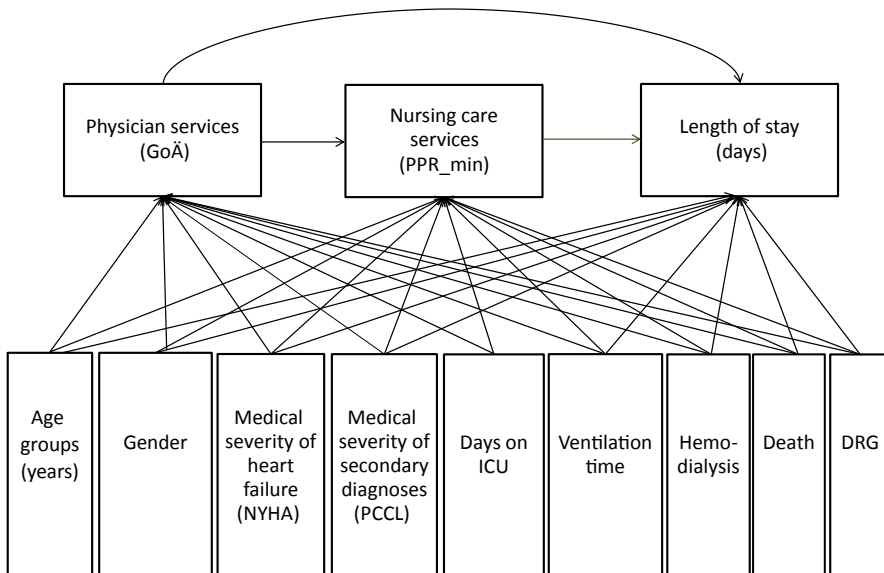 Physician services
(GoÄ)
Nursing care
services
(PPR_min)
Length of stay
(days)
Age
groups
(years)
Gender
Medical
severity of
heart
failure
(NYHA)
Medical
severity of
secondary
diagnoses
(PCCL)
Days on
ICU
Ventilation
time
Hemo-
dialysis
Death
DRG